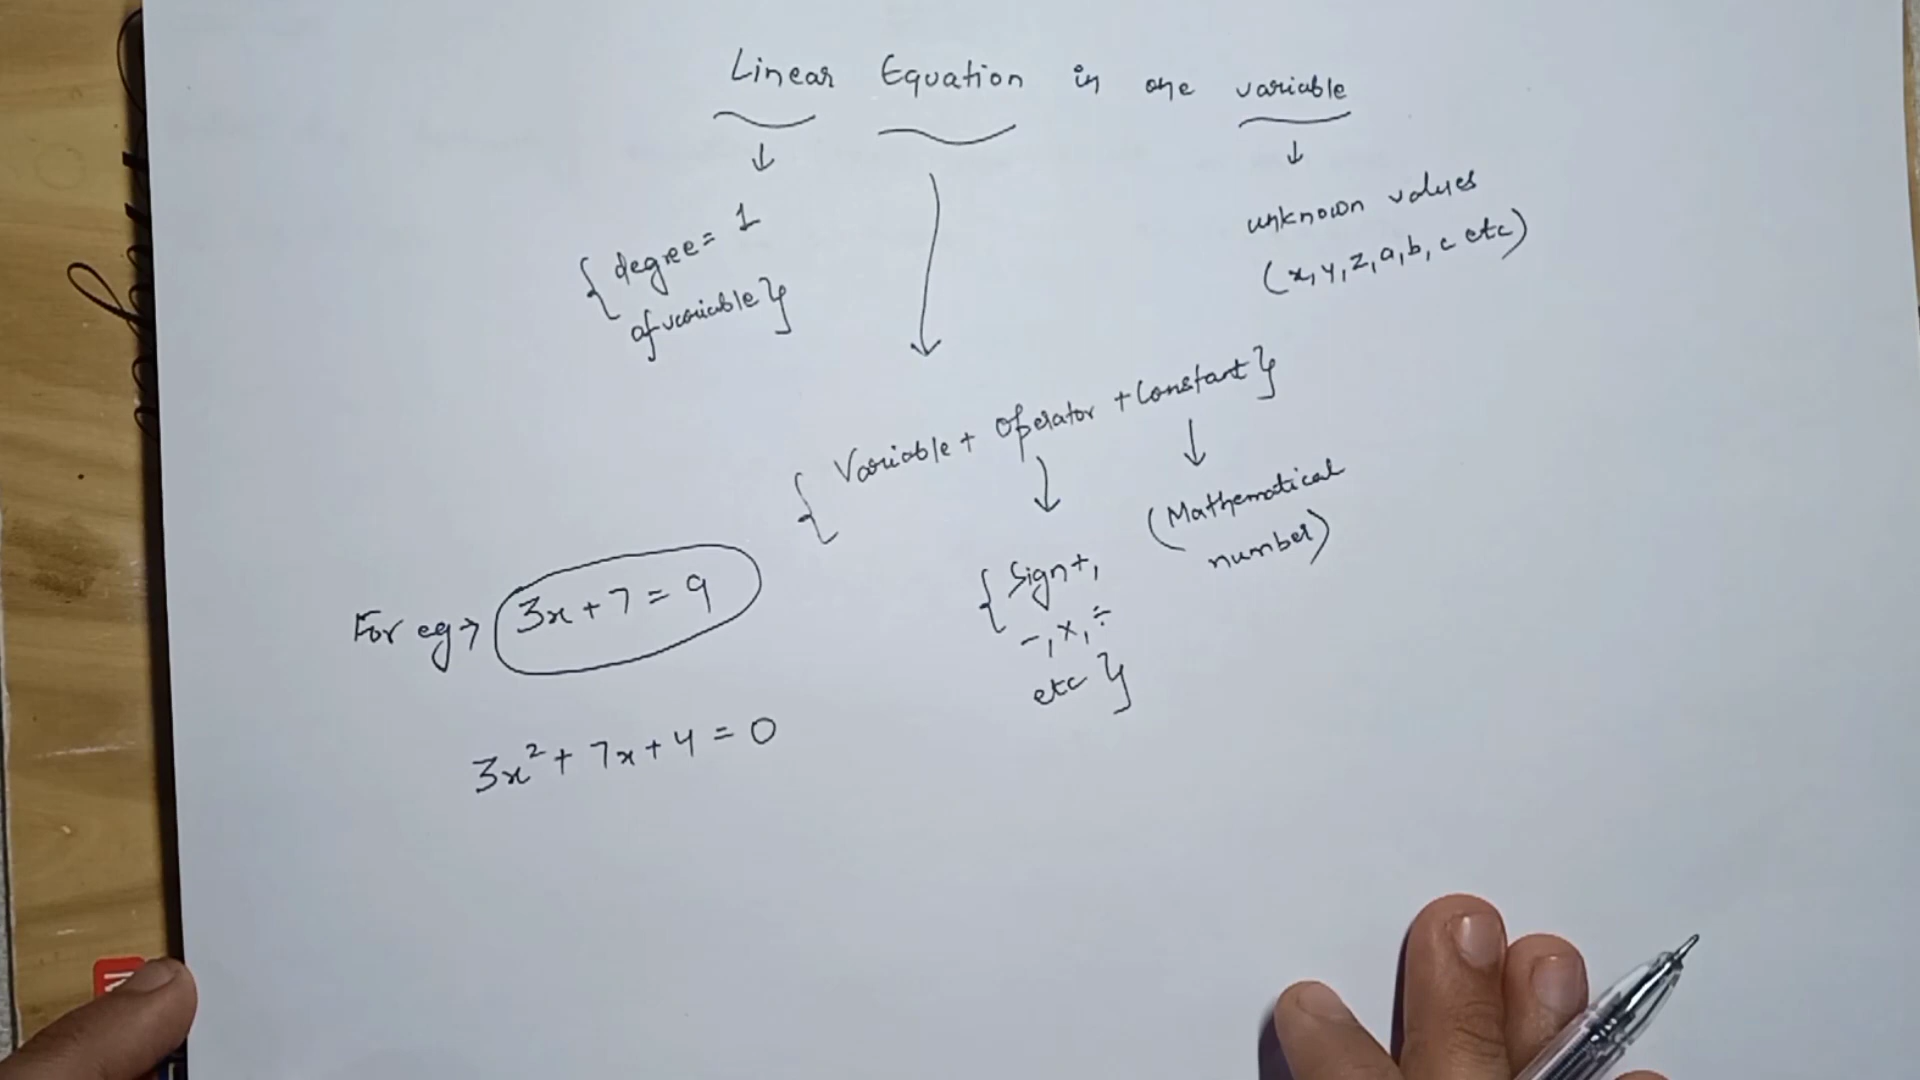 Linear Equation in one variable
↓ ↓
{ degree = 1
of variable }
unknown values
(x, y, z, a, b, c etc)
{ Variable + Operator + Constant }
↓ ↓
(Mathematical
number)
{ Sign +,
-, x, ÷
etc }
For eg → 3x + 7 = 9
3x² + 7x + 4 = 0